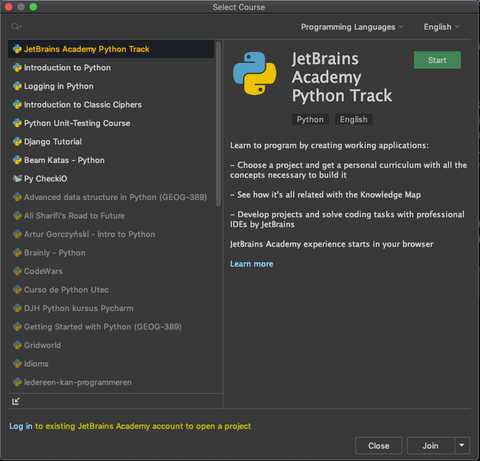 Select Course
Programming Languages
English
JetBrains Academy Python Track
Introduction to Python
Logging in Python
Introduction to Classic Ciphers
Python Unit-Testing Course
Django Tutorial
Beam Katas - Python
Py CheckiO
Advanced data structure in Python (GEOG-389)
Ali Sharifi's Road to Future
Artur Gorczyński - Intro to Python
Brainly - Python
CodeWars
Curso de Python Utec
DJH Python kursus Pycharm
Getting Started with Python (GEOG-389)
Gridworld
Idioms
Iedereen-kan-programmeren
JetBrains
Academy
Python Track
Start
Python
English
Learn to program by creating working applications:
- Choose a project and get a personal curriculum with all the
concepts necessary to build it
- See how it's all related with the Knowledge Map
- Develop projects and solve coding tasks with professional
IDEs by JetBrains
JetBrains Academy experience starts in your browser
Learn more
Log in to existing JetBrains Academy account to open a project
Close
Join